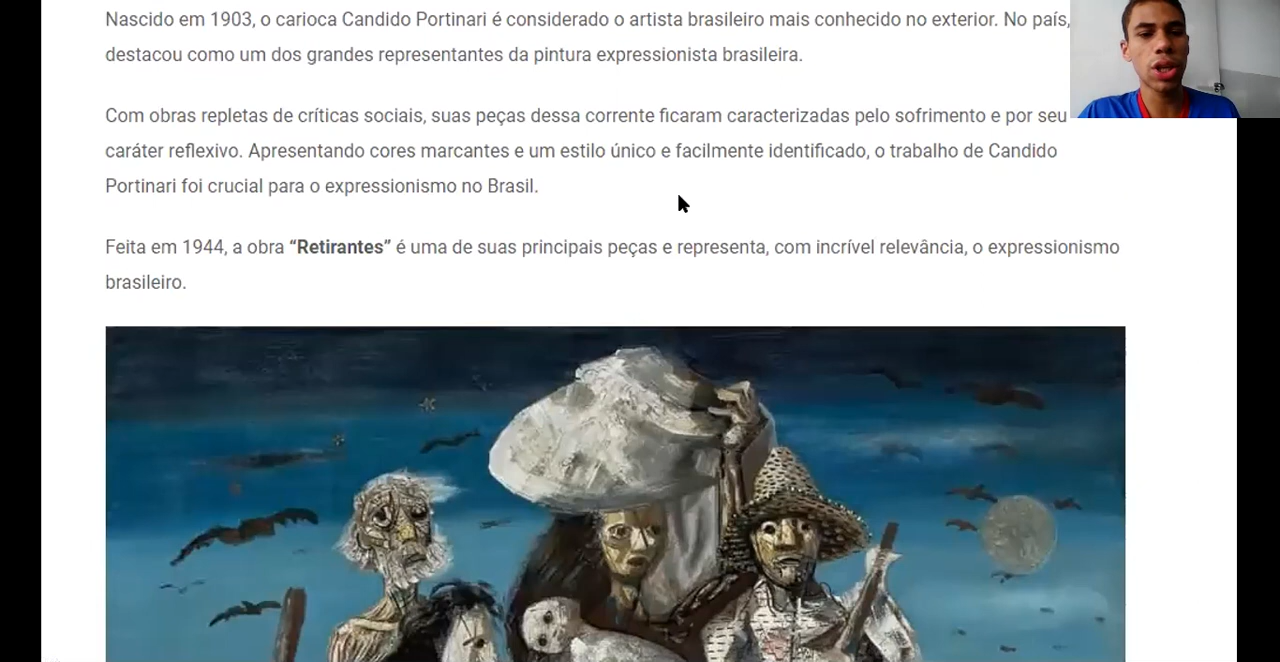 Nascido em 1903, o carioca Candido Portinari é considerado o artista brasileiro mais conhecido no exterior. No país,
destacou como um dos grandes representantes da pintura expressionista brasileira.
Com obras repletas de críticas sociais, suas peças dessa corrente ficaram caracterizadas pelo sofrimento e por seu
caráter reflexivo. Apresentando cores marcantes e um estilo único e facilmente identificado, o trabalho de Candido
Portinari foi crucial para o expressionismo no Brasil.
Feita em 1944, a obra “Retirantes” é uma de suas principais peças e representa, com incrível relevância, o expressionismo
brasileiro.